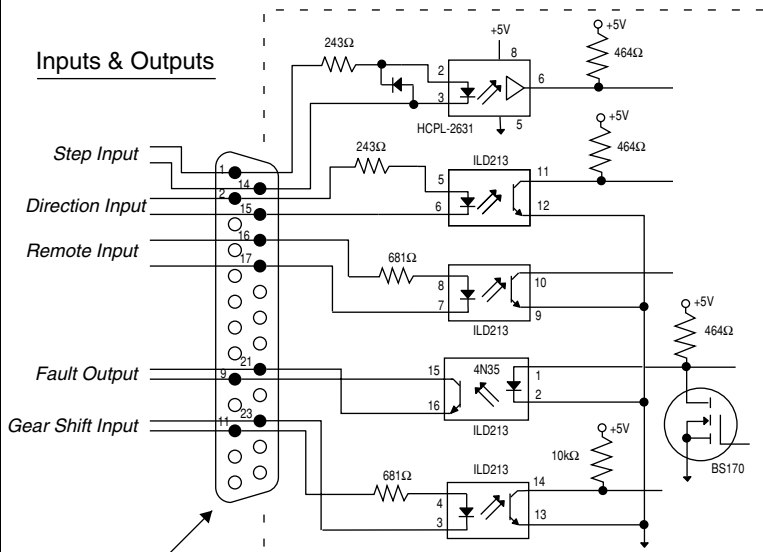 Inputs & Outputs
+5V
+5V
243Ω
8
464Ω
2
6
3
5
HCPL-2631
+5V
243Ω
464Ω
Step Input
ILD213
1
14
5
11
2
Direction Input
6
12
15
16
Remote Input
17
681Ω
8
10
7
9
ILD213
+5V
464Ω
21
15
4N35
1
Fault Output
9
2
16
ILD213
23
Gear Shift Input
11
+5V
10kΩ
681Ω
ILD213
BS170
14
4
3
13